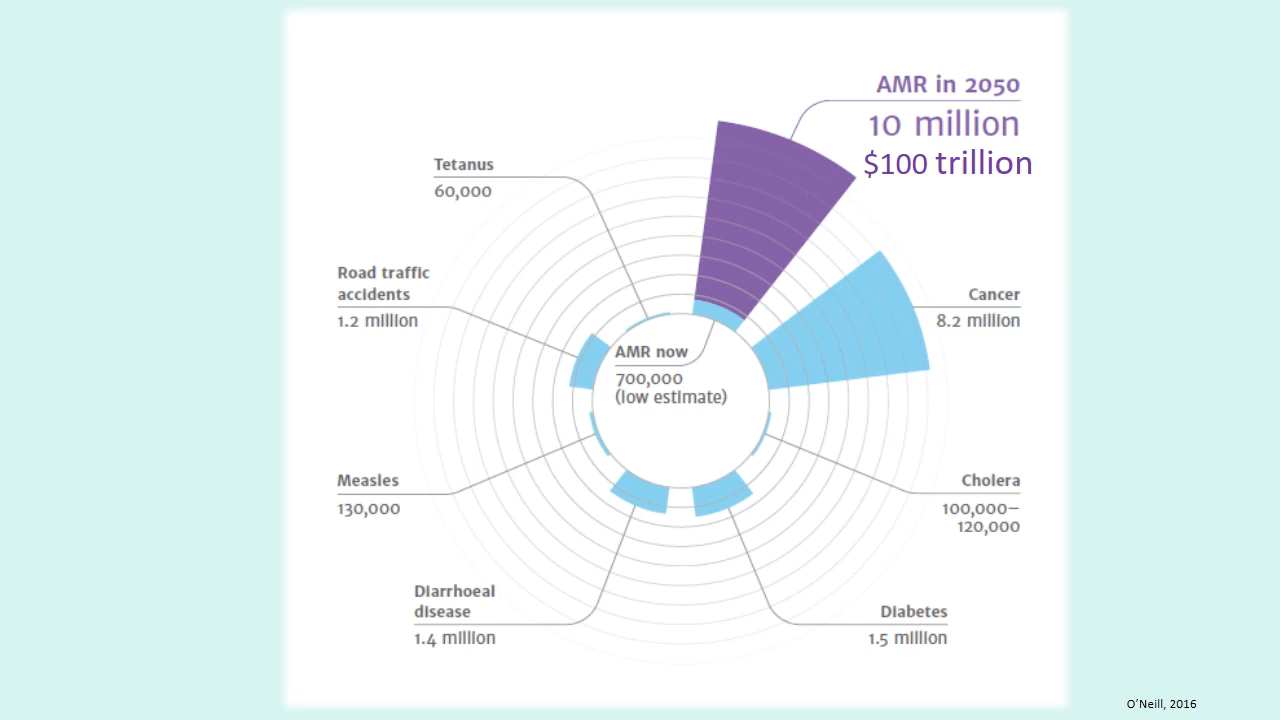 AMR in 2050
10 million
$100 trillion
Tetanus
60,000
Road traffic
accidents
1.2 million
Cancer
8.2 million
AMR now
700,000
(low estimate)
Measles
130,000
Cholera
100,000–
120,000
Diarrhoeal
disease
1.4 million
Diabetes
1.5 million
O’Neill, 2016